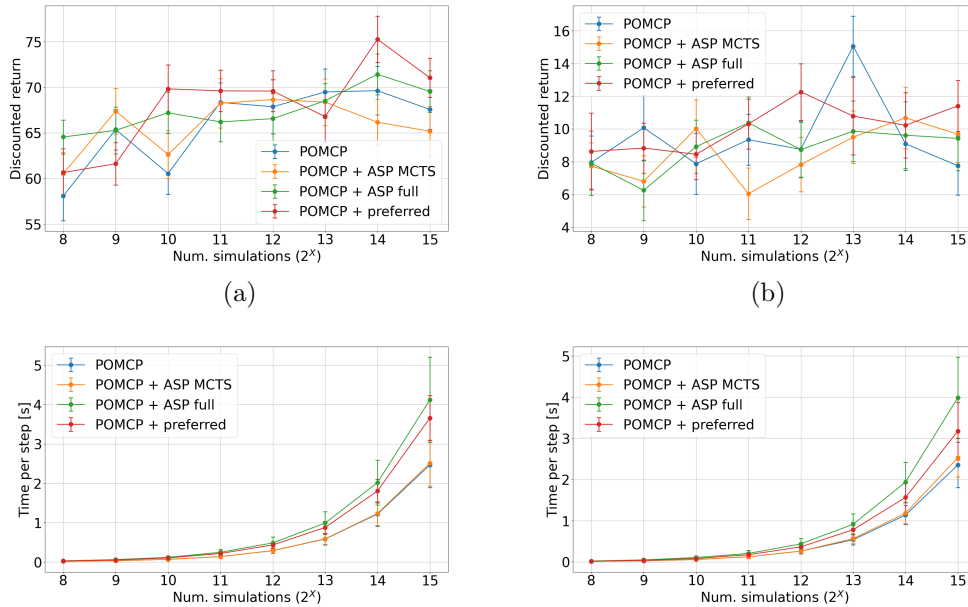 75
70
65
60
55
Discounted return
8 9 10 11 12 13 14 15
Num. simulations (2^X)
POMCP
POMCP + ASP MCTS
POMCP + ASP full
POMCP + preferred
(a)
16
14
12
10
8
6
4
Discounted return
8 9 10 11 12 13 14 15
Num. simulations (2^X)
POMCP
POMCP + ASP MCTS
POMCP + ASP full
POMCP + preferred
(b)
5
4
3
2
1
0
Time per step [s]
8 9 10 11 12 13 14 15
Num. simulations (2^X)
POMCP
POMCP + ASP MCTS
POMCP + ASP full
POMCP + preferred
5
4
3
2
1
0
Time per step [s]
8 9 10 11 12 13 14 15
Num. simulations (2^X)
POMCP
POMCP + ASP MCTS
POMCP + ASP full
POMCP + preferred